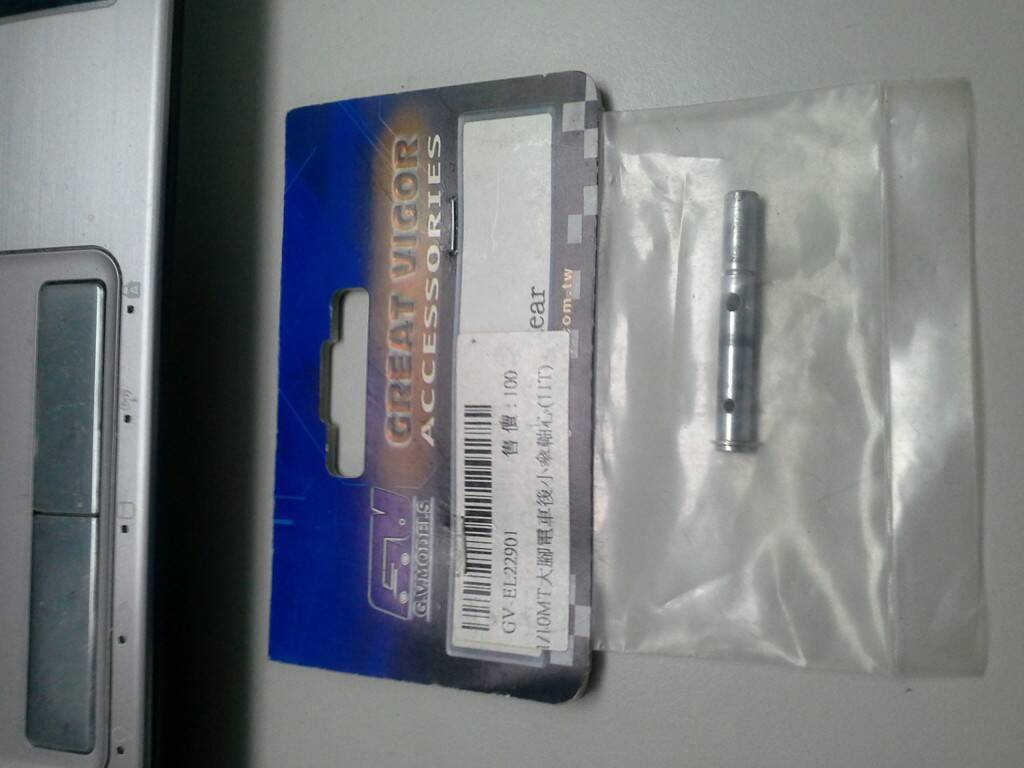 GREAT VIGOR
ACCESSORIES
G.V.
GVMODELS
ear
com.tw
GV-EL22901 售價:100
1/10MT大腳電車後小傘軸心(11T)